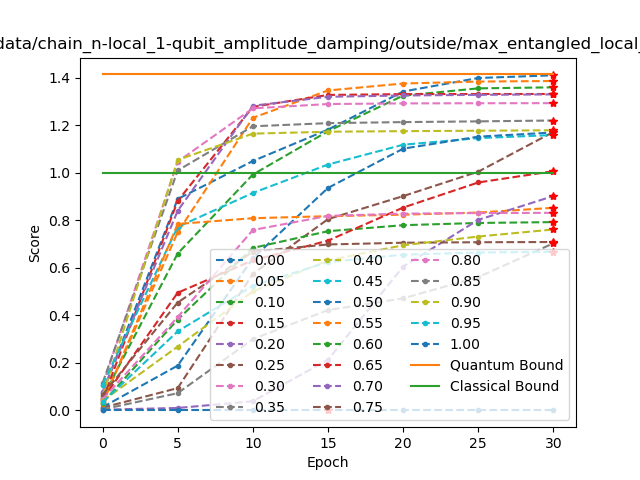 data/chain_n-local_1-qubit_amplitude_damping/outside/max_entangled_local_
1.4
1.2
1.0
0.8
0.6
0.4
0.2
0.0
Score
0 5 10 15 20 25 30
Epoch
0.00 0.40 0.80
0.05 0.45 0.85
0.10 0.50 0.90
0.15 0.55 0.95
0.20 0.60 1.00
0.25 0.65 Quantum Bound
0.30 0.70 Classical Bound
0.35 0.75